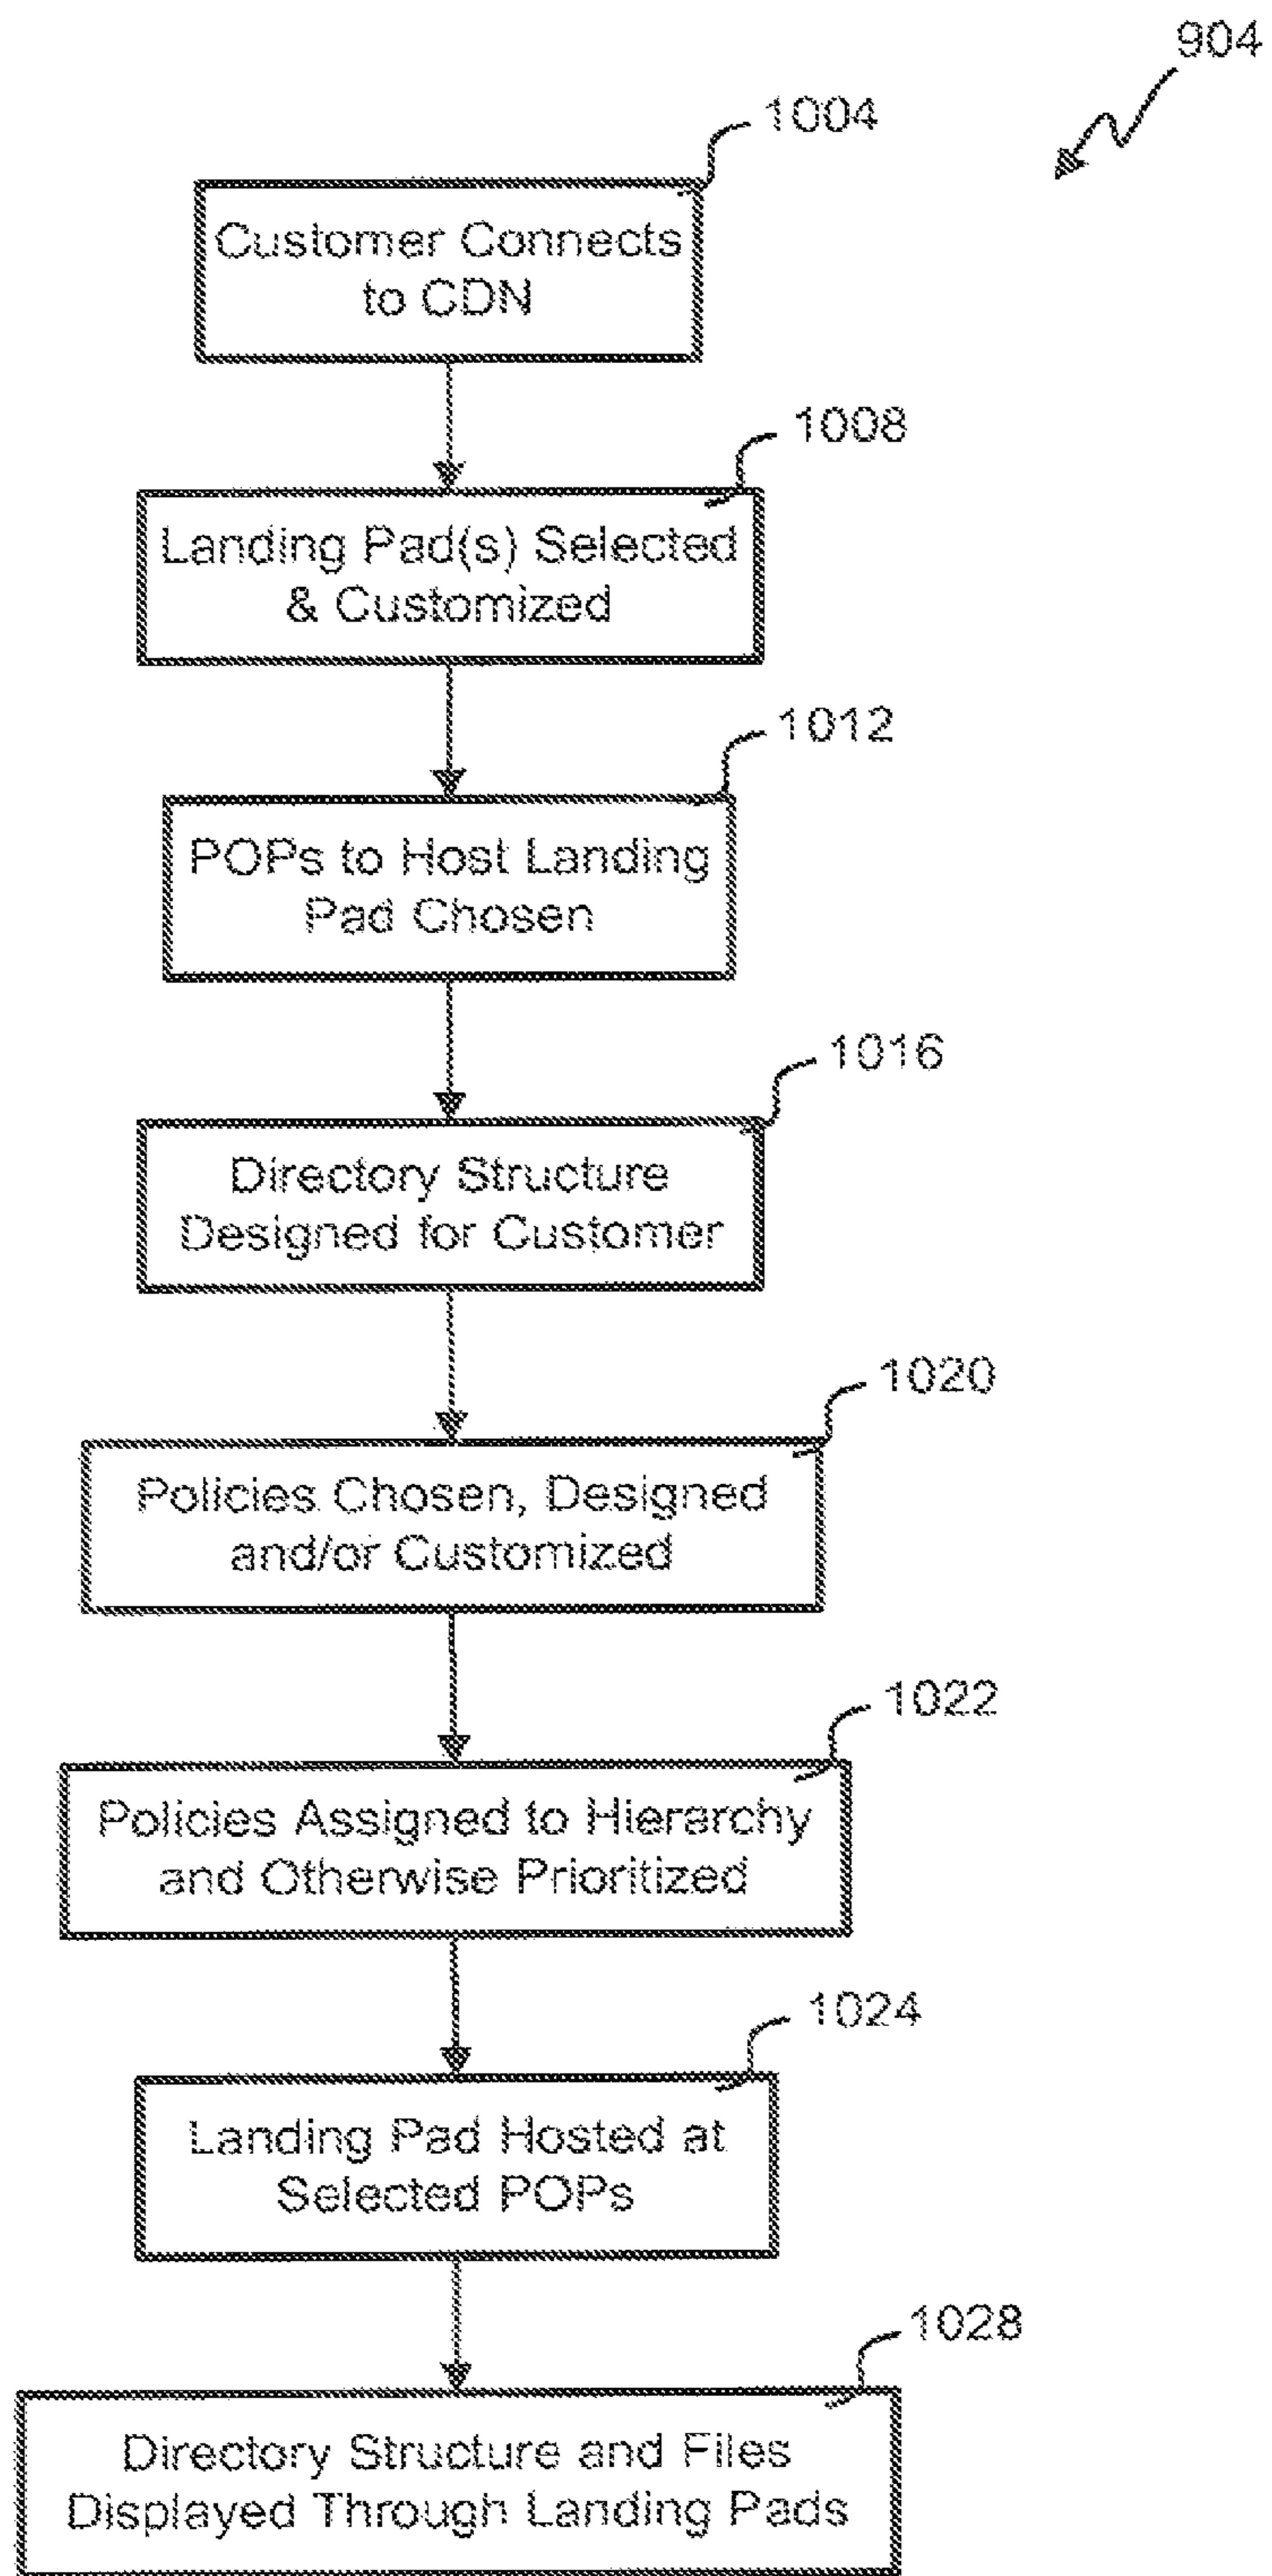 904
1004
Customer Connects
to CDN
1008
Landing Pad(s) Selected
& Customized
1012
POPs to Host Landing
Pad Chosen
1016
Directory Structure
Designed for Customer
1020
Policies Chosen, Designed
and/or Customized
1022
Policies Assigned to Hierarchy
and Otherwise Prioritized
1024
Landing Pad Hosted at
Selected POPs
1028
Directory Structure and Files
Displayed Through Landing Pads